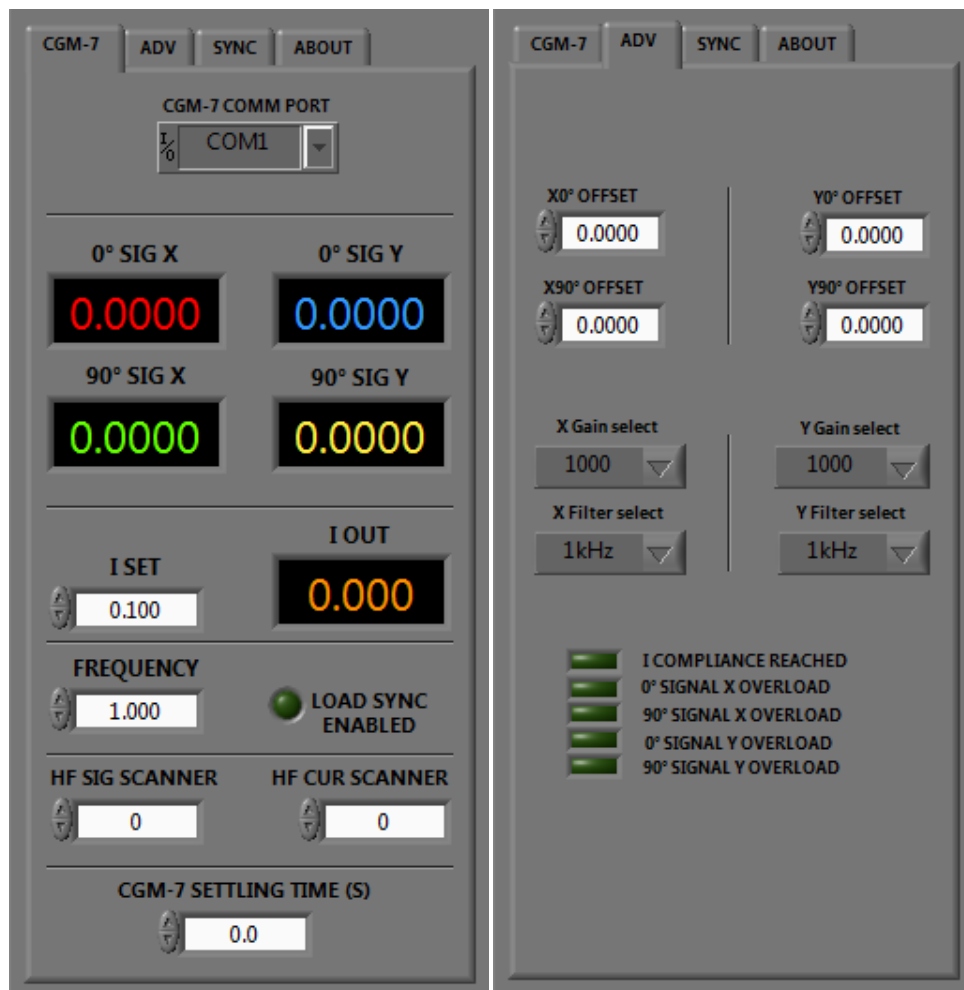 CGM-7 ADV SYNC ABOUT
CGM-7 COMM PORT
I/O COM1
0° SIG X 0° SIG Y
0.0000 0.0000
90° SIG X 90° SIG Y
0.0000 0.0000
I OUT
I SET
0.000
0.100
FREQUENCY
1.000
LOAD SYNC
ENABLED
HF SIG SCANNER HF CUR SCANNER
0 0
CGM-7 SETTLING TIME (S)
0.0
CGM-7 ADV SYNC ABOUT
X0° OFFSET Y0° OFFSET
0.0000 0.0000
X90° OFFSET Y90° OFFSET
0.0000 0.0000
X Gain select Y Gain select
1000 1000
X Filter select Y Filter select
1kHz 1kHz
I COMPLIANCE REACHED
0° SIGNAL X OVERLOAD
90° SIGNAL X OVERLOAD
0° SIGNAL Y OVERLOAD
90° SIGNAL Y OVERLOAD